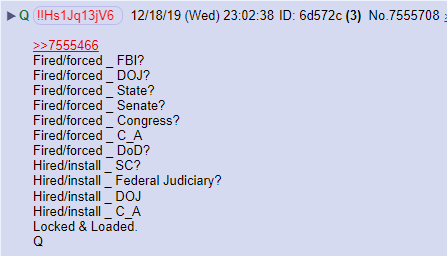 ▶ Q !!Hs1Jq13jV6 12/18/19 (Wed) 23:02:38 ID: 6d572c (3) No.7555708
>>7555466
Fired/forced _ FBI?
Fired/forced _ DOJ?
Fired/forced _ State?
Fired/forced _ Senate?
Fired/forced _ Congress?
Fired/forced _ C_A
Fired/forced _ DoD?
Hired/install _ SC?
Hired/install _ Federal Judiciary?
Hired/install _ DOJ
Hired/install _ C_A
Locked & Loaded.
Q